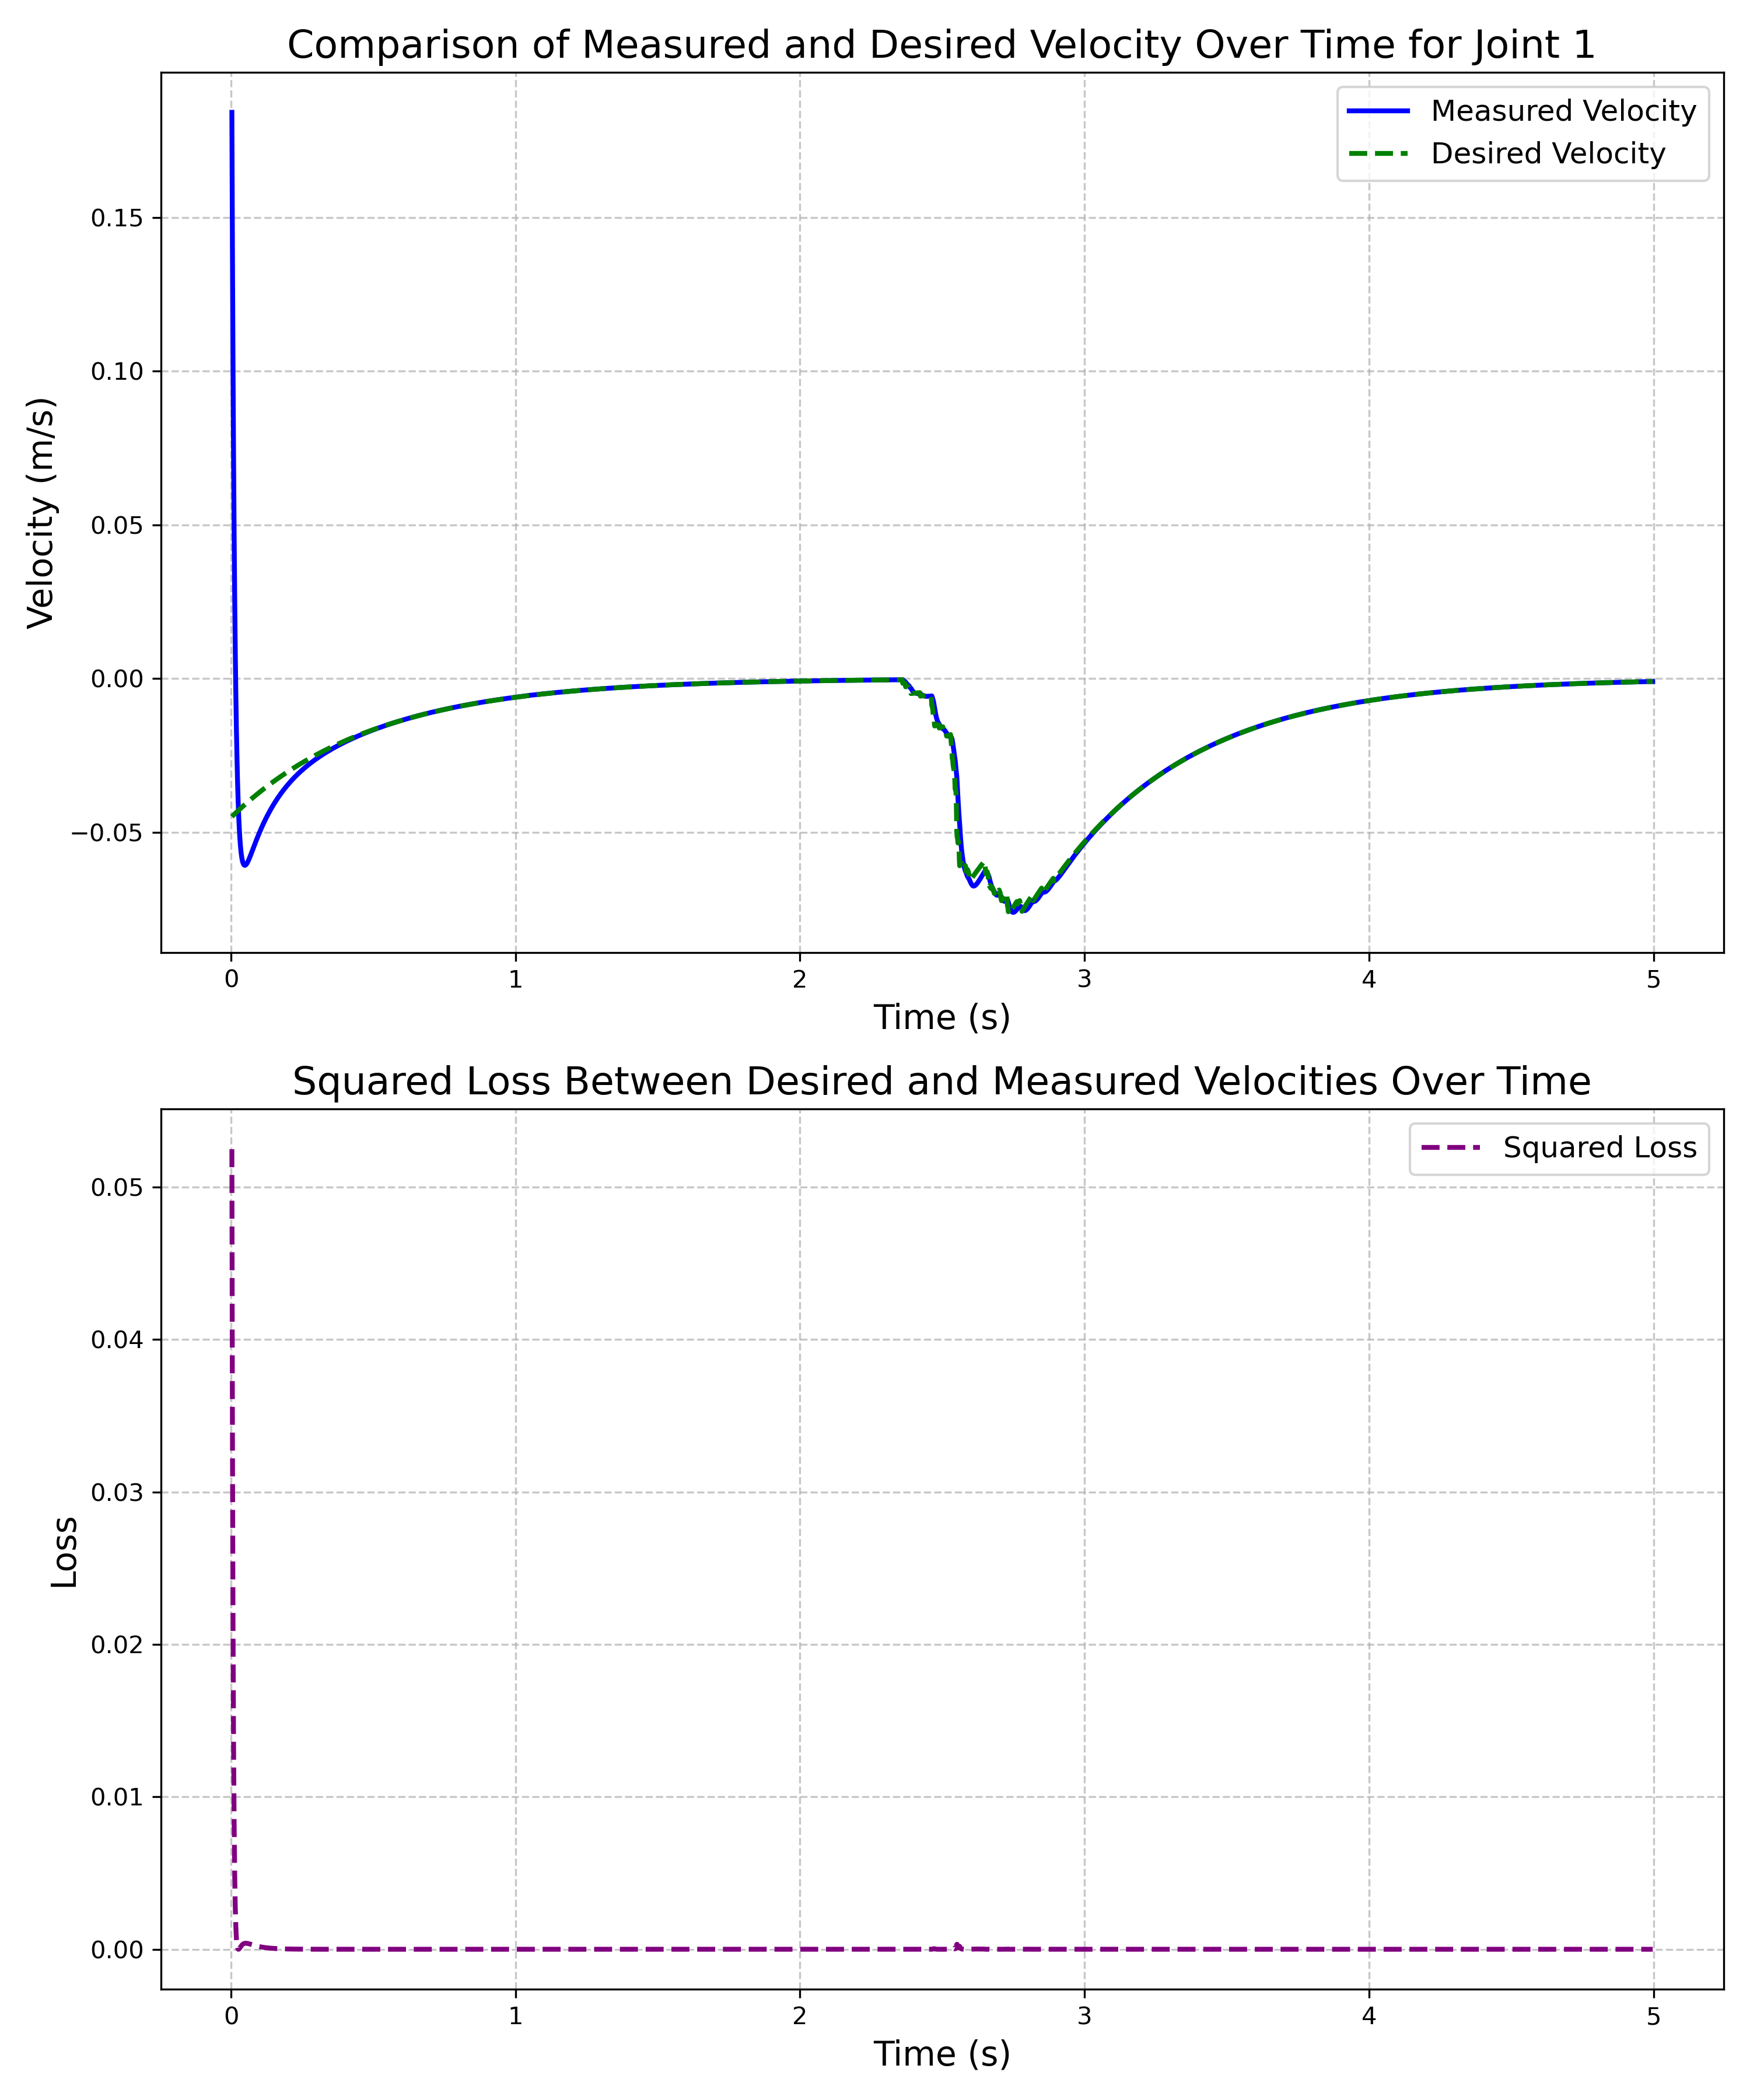 Comparison of Measured and Desired Velocity Over Time for Joint 1
Measured Velocity
Desired Velocity
Velocity (m/s)
0.15
0.10
0.05
0.00
−0.05
0 1 2 3 4 5
Time (s)
Squared Loss Between Desired and Measured Velocities Over Time
Squared Loss
Loss
0.05
0.04
0.03
0.02
0.01
0.00
0 1 2 3 4 5
Time (s)